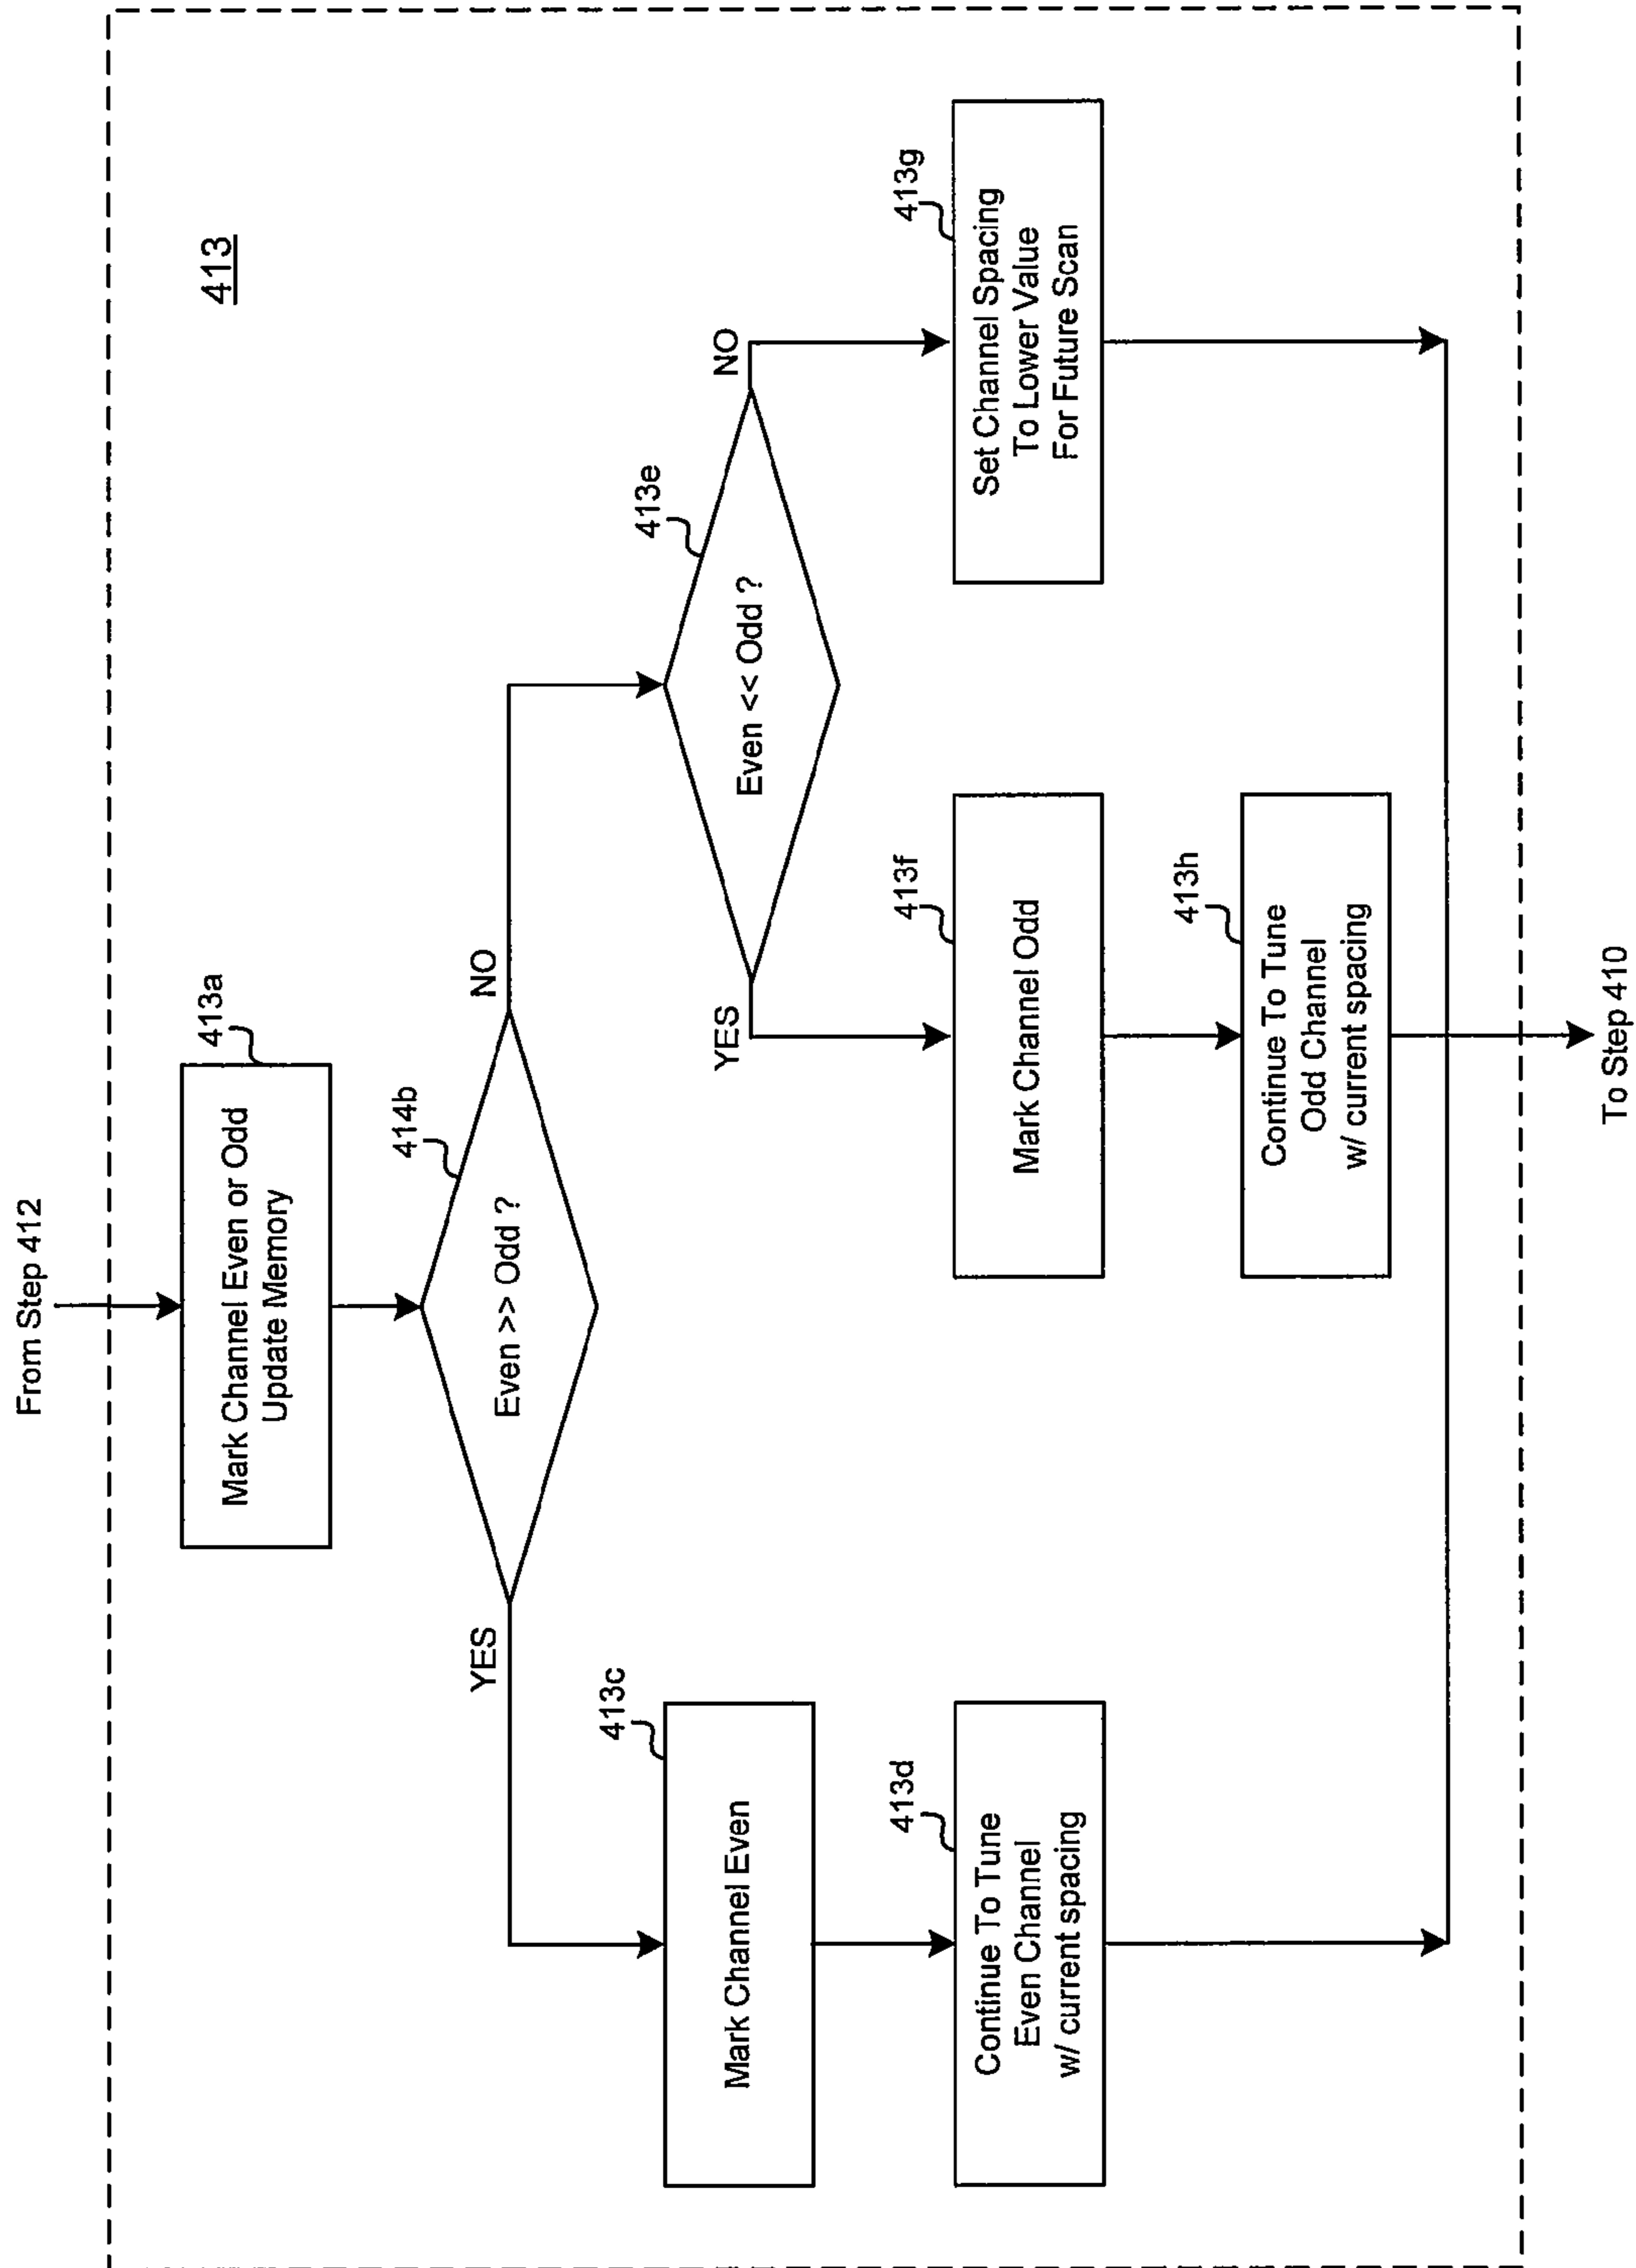 From Step 412
413
413a
Mark Channel Even or Odd
Update Memory
414b
Even >> Odd ?
YES
NO
413c
Mark Channel Even
413e
Even << Odd ?
YES
NO
413d
Continue To Tune
Even Channel
w/ current spacing
413f
Mark Channel Odd
413g
Set Channel Spacing
To Lower Value
For Future Scan
413h
Continue To Tune
Odd Channel
w/ current spacing
To Step 410